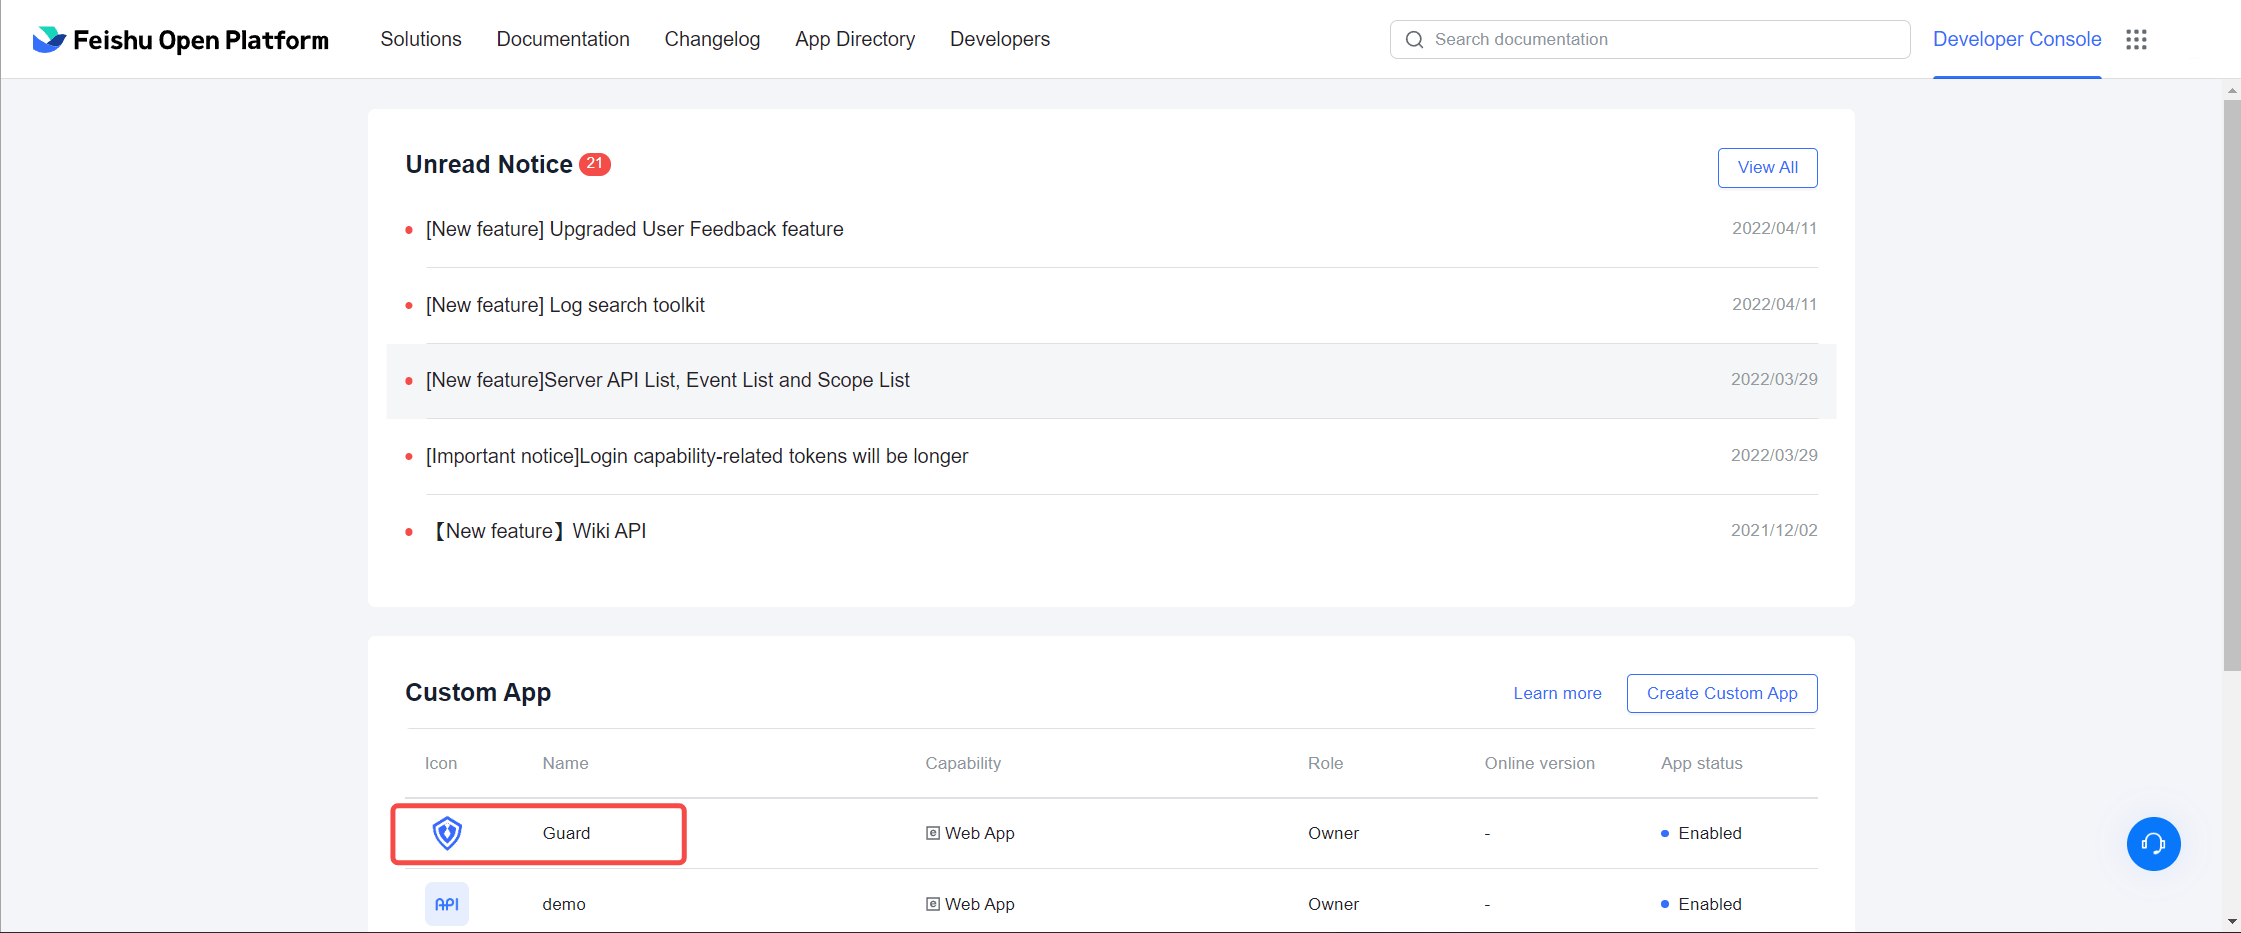 Feishu Open Platform Solutions Documentation Changelog App Directory Developers Search documentation Developer Console
Unread Notice 21 View All
[New feature] Upgraded User Feedback feature 2022/04/11
[New feature] Log search toolkit 2022/04/11
[New feature]Server API List, Event List and Scope List 2022/03/29
[Important notice]Login capability-related tokens will be longer 2022/03/29
【New feature】Wiki API 2021/12/02
Custom App Learn more Create Custom App
Icon Name Capability Role Online version App status
Guard Web App Owner - Enabled
API demo Web App Owner - Enabled